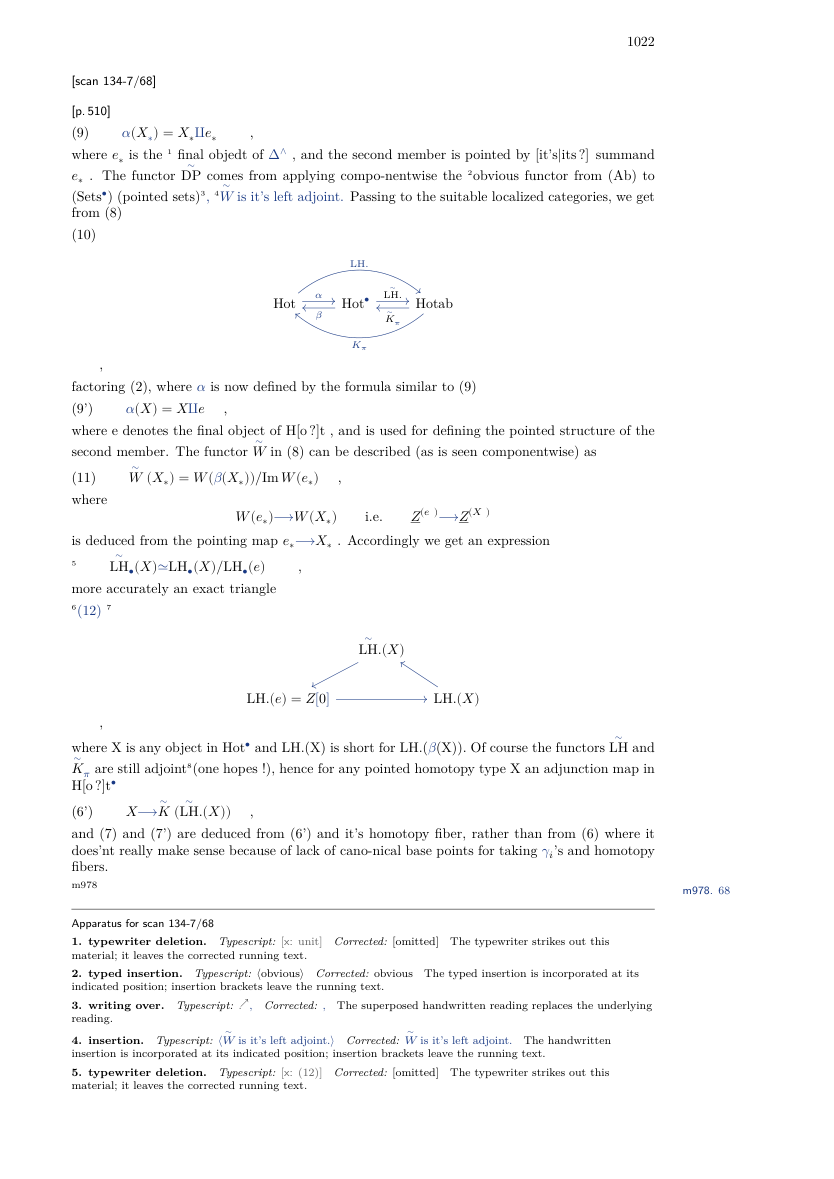 1022
[scan 134-7/68]
[p. 510]
(9) α(X∗) = X∗⨿e∗ ,
where e∗ is the ¹ final objedt of Δ^ , and the second member is pointed by [it's|its ?] summand
e∗ . The functor D̃P comes from applying compo-nentwise the ²obvious functor from (Ab) to
(Sets•) (pointed sets)³, ⁴W̃ is it's left adjoint. Passing to the suitable localized categories, we get
from (8)
(10)
LH.
Hot α β Hot• L̃H. K̃π Hotab
Kπ
,
factoring (2), where α is now defined by the formula similar to (9)
(9') α(X) = X⨿e ,
where e denotes the final object of H[o ?]t , and is used for defining the pointed structure of the
second member. The functor W̃ in (8) can be described (as is seen componentwise) as
(11) W̃ (X∗) = W(β(X∗))/Im W(e∗) ,
where
W(e∗)⟶W(X∗) i.e. Z̲^(e )⟶Z̲^(X )
is deduced from the pointing map e∗⟶X∗ . Accordingly we get an expression
⁵ L̃H•(X)≃LH•(X)/LH•(e) ,
more accurately an exact triangle
⁶(12) ⁷
L̃H.(X)
LH.(e) = Z[0] ⟶ LH.(X)
,
where X is any object in Hot• and LH.(X) is short for LH.(β(X)). Of course the functors L̃H and
K̃π are still adjoint⁸(one hopes !), hence for any pointed homotopy type X an adjunction map in
H[o ?]t•
(6') X⟶K̃ (L̃H.(X)) ,
and (7) and (7') are deduced from (6') and it's homotopy fiber, rather than from (6) where it
does'nt really make sense because of lack of cano-nical base points for taking γi's and homotopy
fibers.
m978
m978. 68
Apparatus for scan 134-7/68
1. typewriter deletion. Typescript: [x: unit] Corrected: [omitted] The typewriter strikes out this
material; it leaves the corrected running text.
2. typed insertion. Typescript: ⟨obvious⟩ Corrected: obvious The typed insertion is incorporated at its
indicated position; insertion brackets leave the running text.
3. writing over. Typescript: ↗, Corrected: , The superposed handwritten reading replaces the underlying
reading.
4. insertion. Typescript: ⟨W̃ is it's left adjoint.⟩ Corrected: W̃ is it's left adjoint. The handwritten
insertion is incorporated at its indicated position; insertion brackets leave the running text.
5. typewriter deletion. Typescript: [x: (12)] Corrected: [omitted] The typewriter strikes out this
material; it leaves the corrected running text.